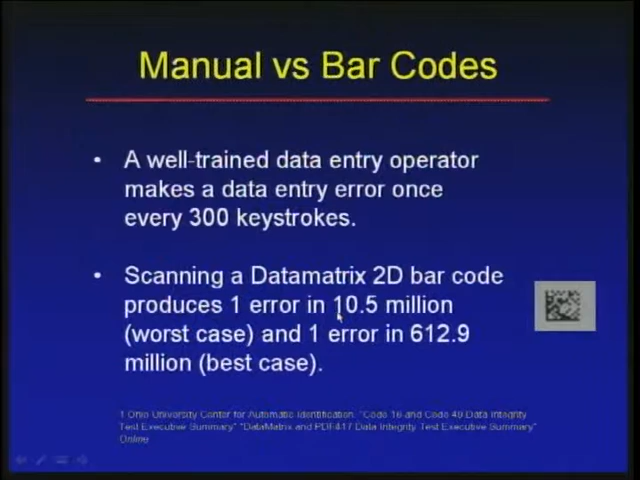 Manual vs Bar Codes
• A well-trained data entry operator
makes a data entry error once
every 300 keystrokes.
• Scanning a Datamatrix 2D bar code
produces 1 error in 10.5 million
(worst case) and 1 error in 612.9
million (best case).
1 Ohio University Center for Automatic Identification. "Code 16 and Code 49 Data Integrity
Test Executive Summary" "DataMatrix and PDF417 Data Integrity Test Executive Summary"
Online